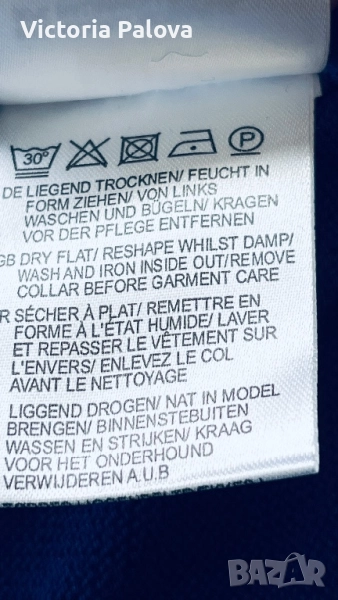 Victoria Palova
30°
P
DE LIEGEND TROCKNEN/ FEUCHT IN
FORM ZIEHEN/ VON LINKS
WASCHEN UND BÜGELN/ KRAGEN
VOR DER PFLEGE ENTFERNEN
GB DRY FLAT/ RESHAPE WHILST DAMP/
WASH AND IRON INSIDE OUT/REMOVE
COLLAR BEFORE GARMENT CARE
R SÉCHER À PLAT/ REMETTRE EN
FORME À L'ÉTAT HUMIDE/ LAVER
ET REPASSER LE VÊTEMENT SUR
L'ENVERS/ ENLEVEZ LE COL
AVANT LE NETTOYAGE
LIGGEND DROGEN/ NAT IN MODEL
BRENGEN/ BINNENSTEBUITEN
WASSEN EN STRIJKEN/ KRAAG
VOOR HET ONDERHOUND
VERWIJDEREN A.U.B
BAZAR